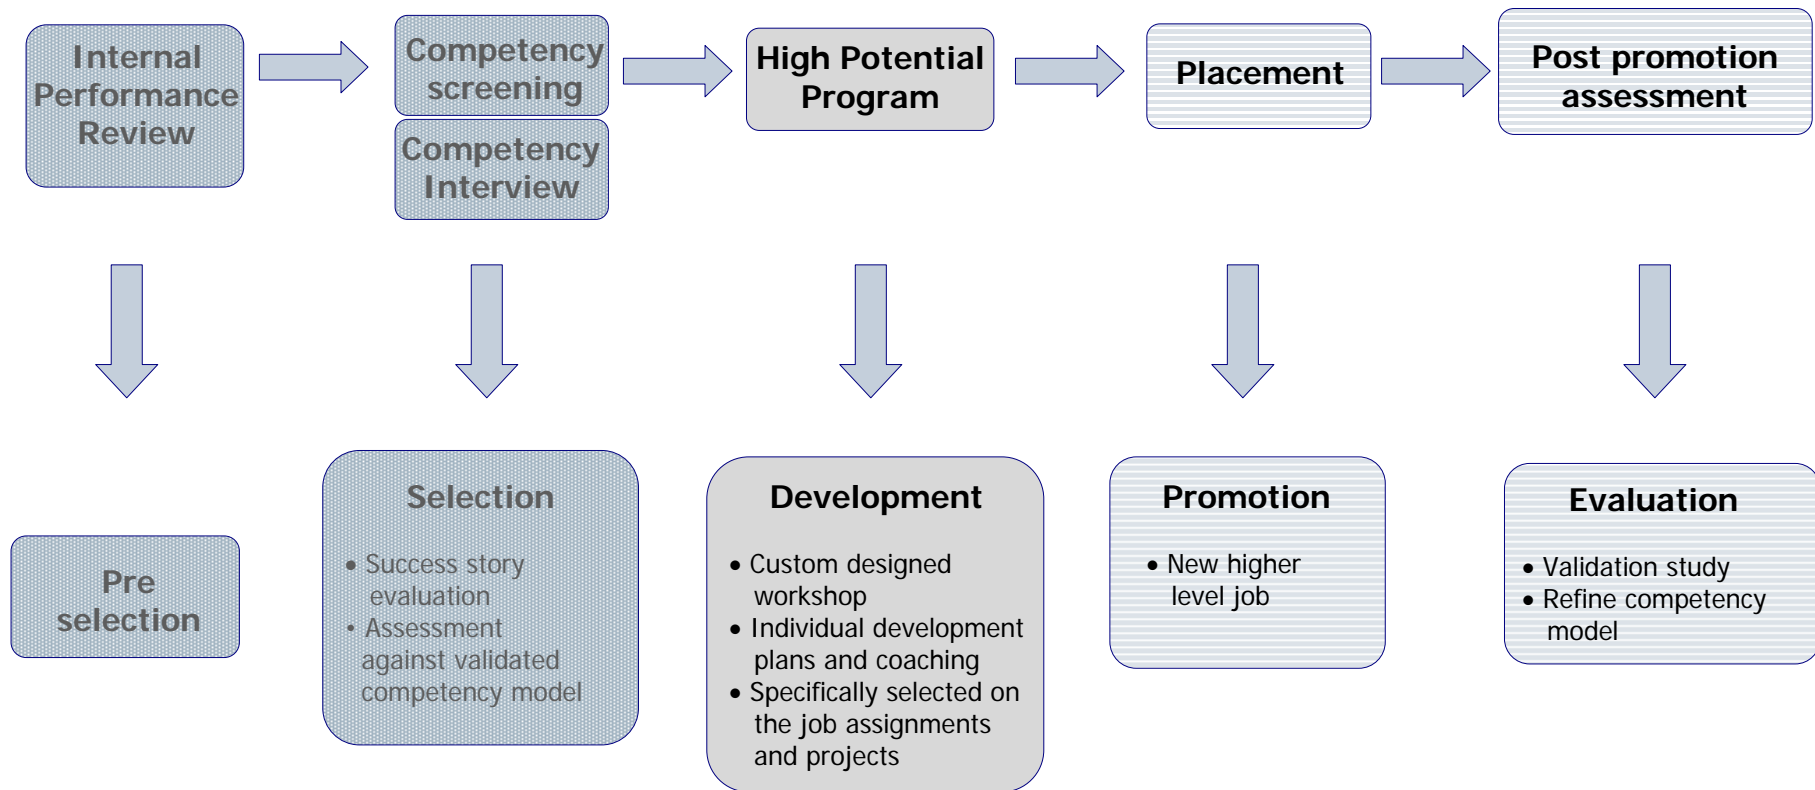 Internal
Performance
Review
Competency
screening
Competency
Interview
High Potential
Program
Placement
Post promotion
assessment
Pre
selection
Selection
• Success story
evaluation
• Assessment
against validated
competency model
Development
• Custom designed
workshop
• Individual development
plans and coaching
• Specifically selected on
the job assignments
and projects
Promotion
• New higher
level job
Evaluation
• Validation study
• Refine competency
model